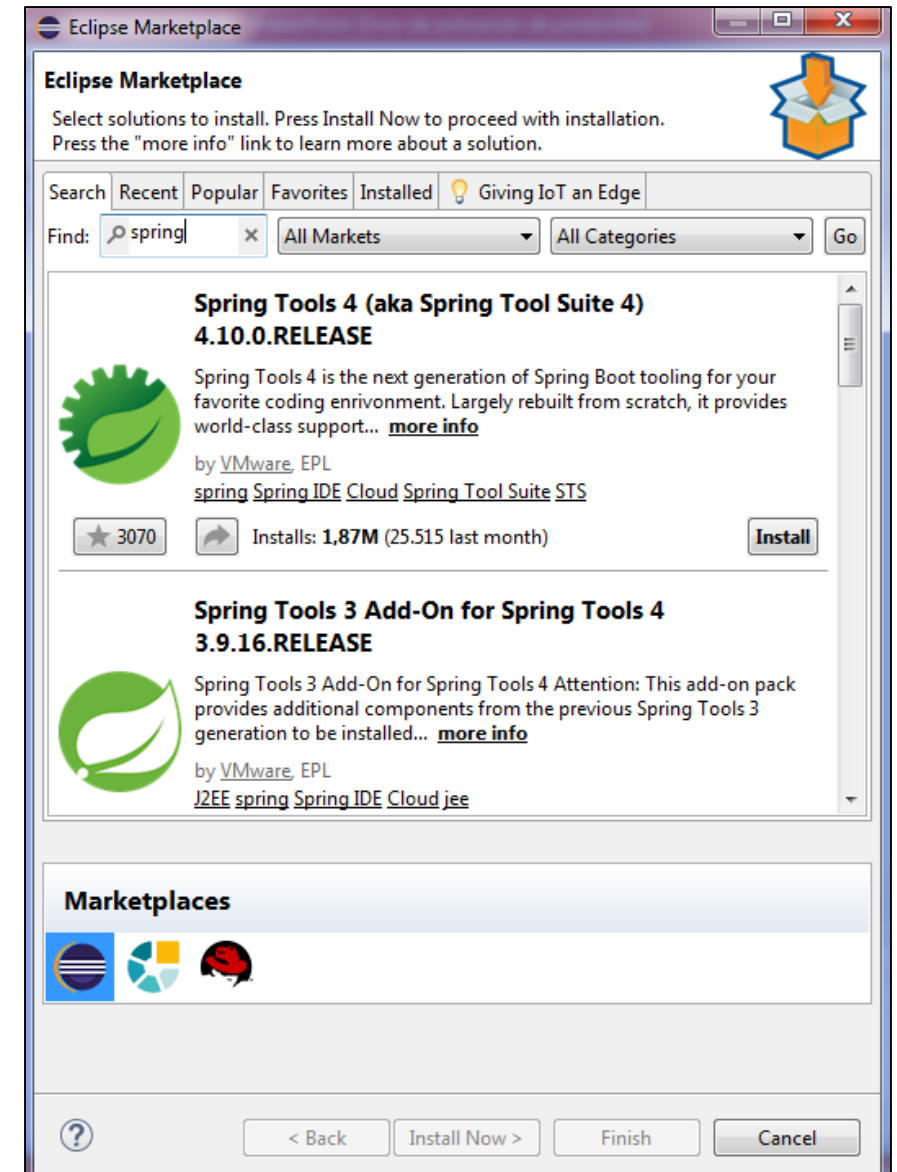 Eclipse Marketplace
Eclipse Marketplace
Select solutions to install. Press Install Now to proceed with installation.
Press the "more info" link to learn more about a solution.
Search Recent Popular Favorites Installed Giving IoT an Edge
Find: spring All Markets All Categories Go
Spring Tools 4 (aka Spring Tool Suite 4)
4.10.0.RELEASE
Spring Tools 4 is the next generation of Spring Boot tooling for your
favorite coding enrivonment. Largely rebuilt from scratch, it provides
world-class support... more info
by VMware, EPL
spring Spring IDE Cloud Spring Tool Suite STS
3070 Installs: 1,87M (25.515 last month) Install
Spring Tools 3 Add-On for Spring Tools 4
3.9.16.RELEASE
Spring Tools 3 Add-On for Spring Tools 4 Attention: This add-on pack
provides additional components from the previous Spring Tools 3
generation to be installed... more info
by VMware, EPL
J2EE spring Spring IDE Cloud jee
Marketplaces
? < Back Install Now > Finish Cancel